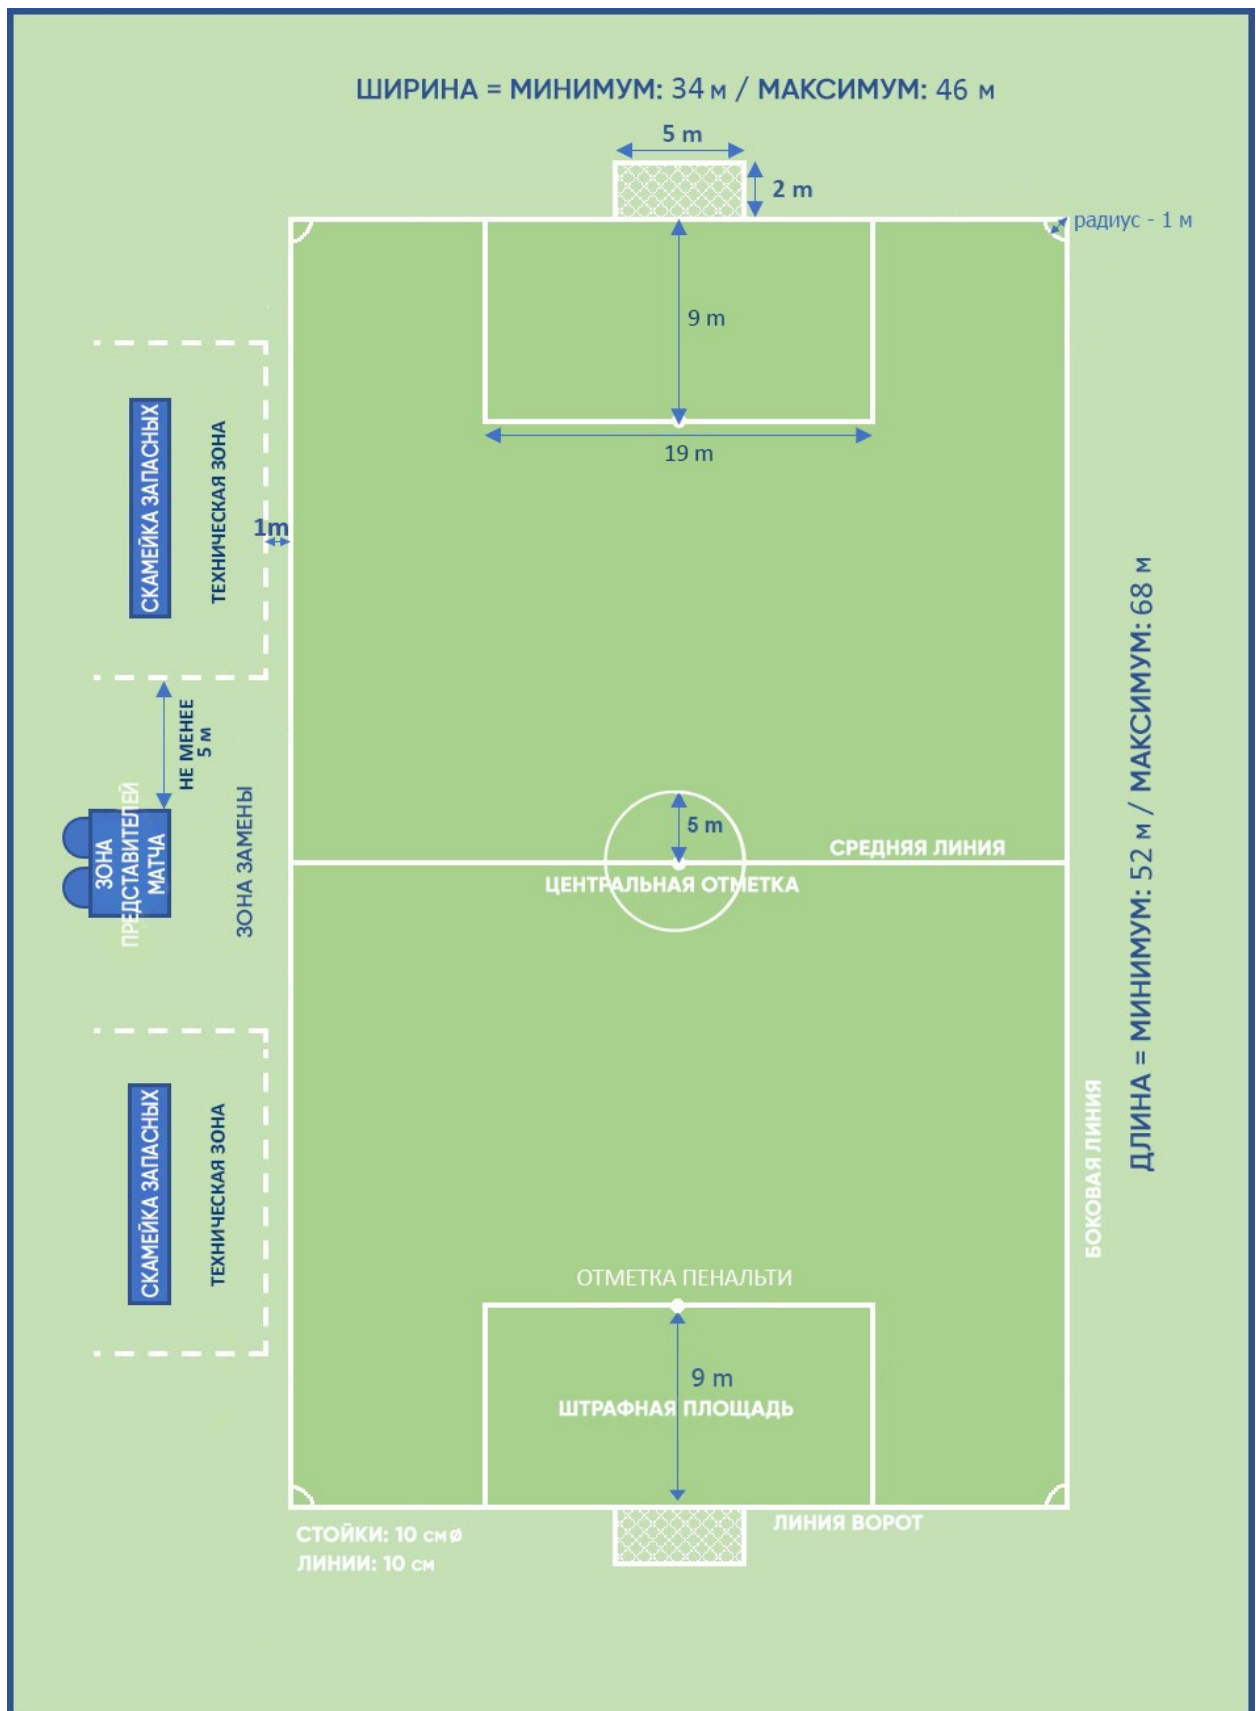 ШИРИНА = МИНИМУМ: 34 м / МАКСИМУМ: 46 м
5 m
2 m
радиус - 1 м
9 m
19 m
СКАМЕЙКА ЗАПАСНЫХ
ТЕХНИЧЕСКАЯ ЗОНА
1m
НЕ МЕНЕЕ
5 м
ЗОНА
ПРЕДСТАВИТЕЛЕЙ
МАТЧА
ЗОНА ЗАМЕНЫ
5 m
СРЕДНЯЯ ЛИНИЯ
ЦЕНТРАЛЬНАЯ ОТМЕТКА
ДЛИНА = МИНИМУМ: 52 м / МАКСИМУМ: 68 м
СКАМЕЙКА ЗАПАСНЫХ
ТЕХНИЧЕСКАЯ ЗОНА
БОКОВАЯ ЛИНИЯ
ОТМЕТКА ПЕНАЛЬТИ
9 m
ШТРАФНАЯ ПЛОЩАДЬ
ЛИНИЯ ВОРОТ
СТОЙКИ: 10 смø
ЛИНИИ: 10 см